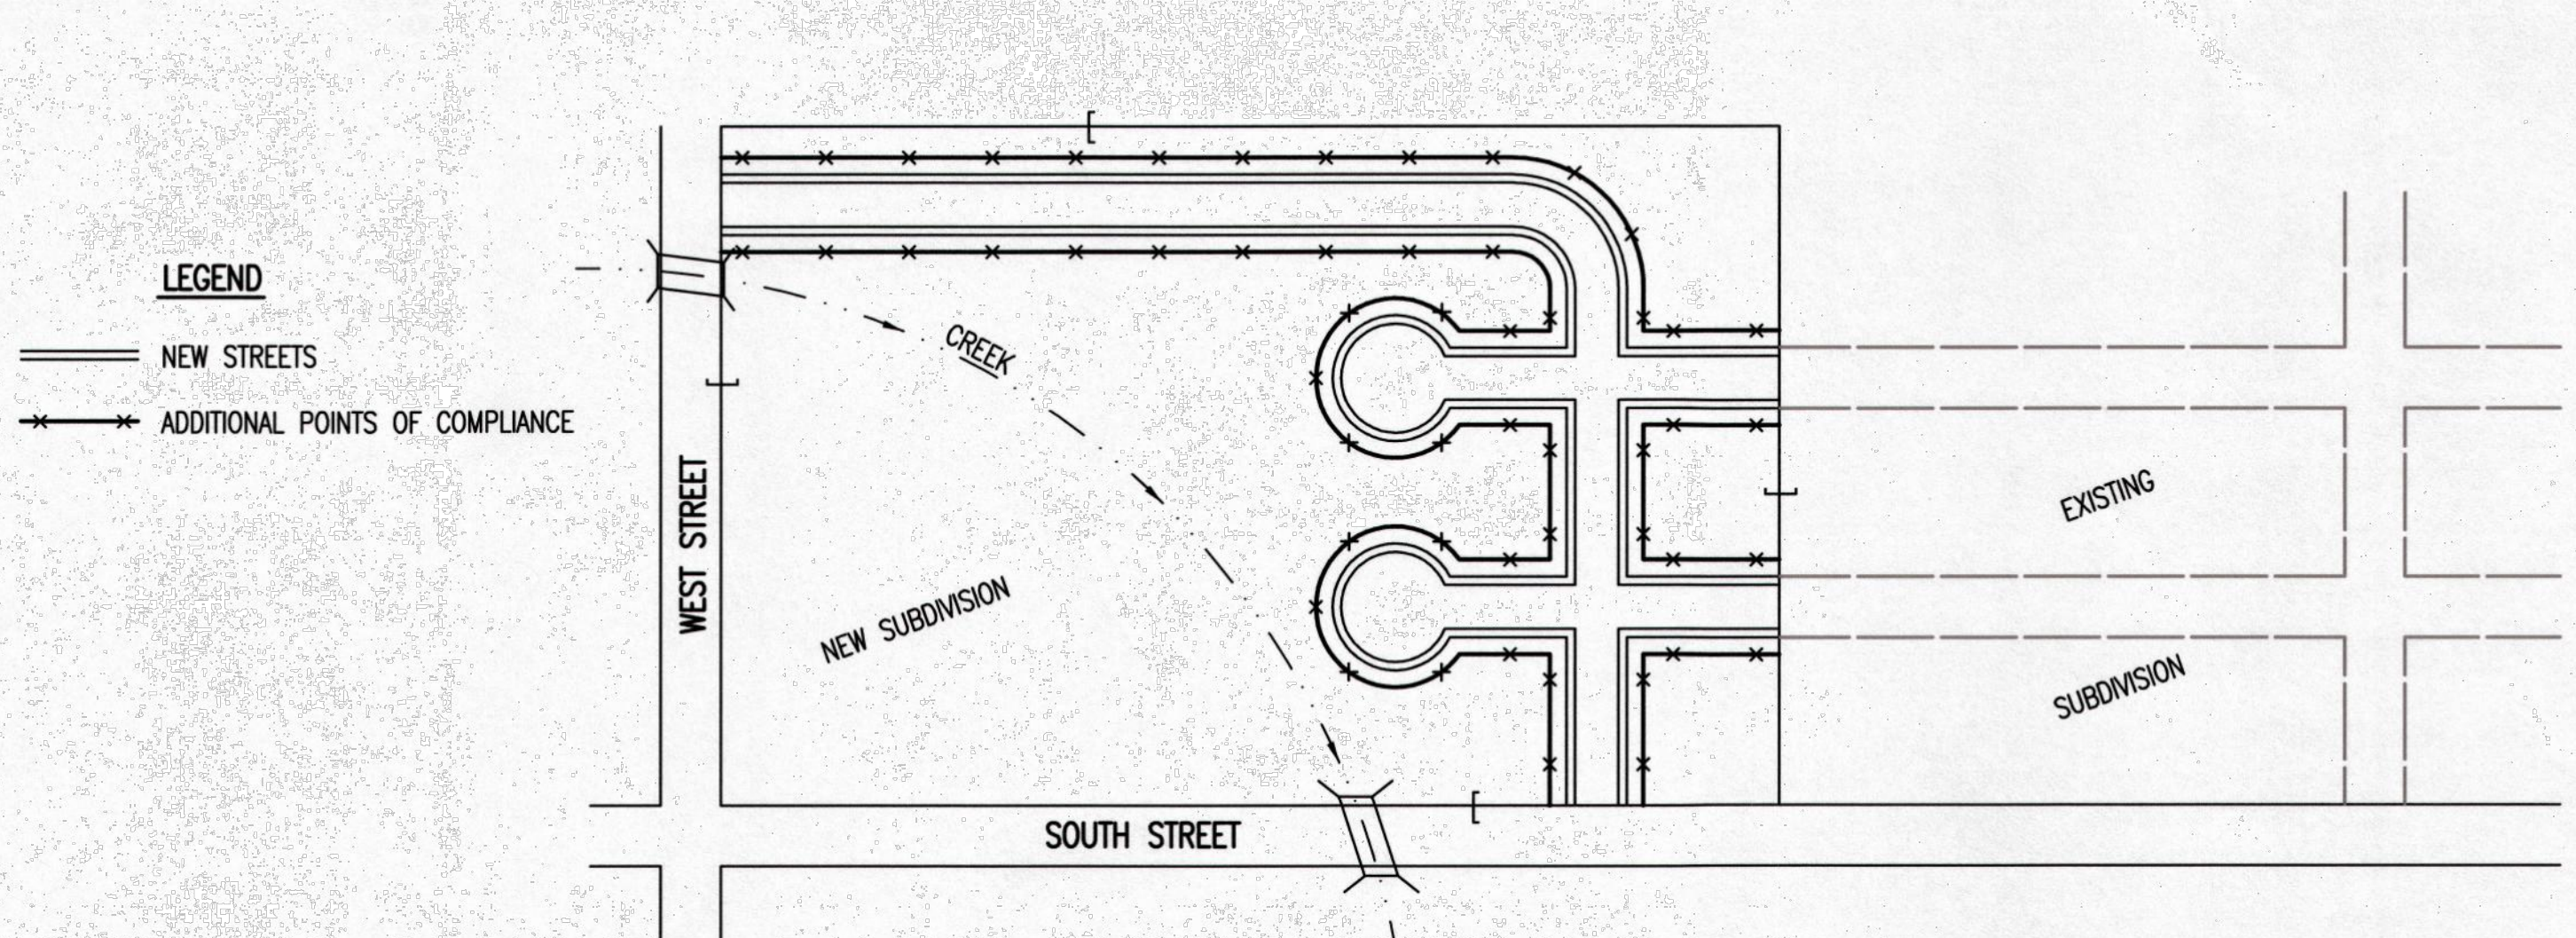 LEGEND
NEW STREETS
ADDITIONAL POINTS OF COMPLIANCE
WEST STREET
CREEK
NEW SUBDIVISION
SOUTH STREET
EXISTING
SUBDIVISION